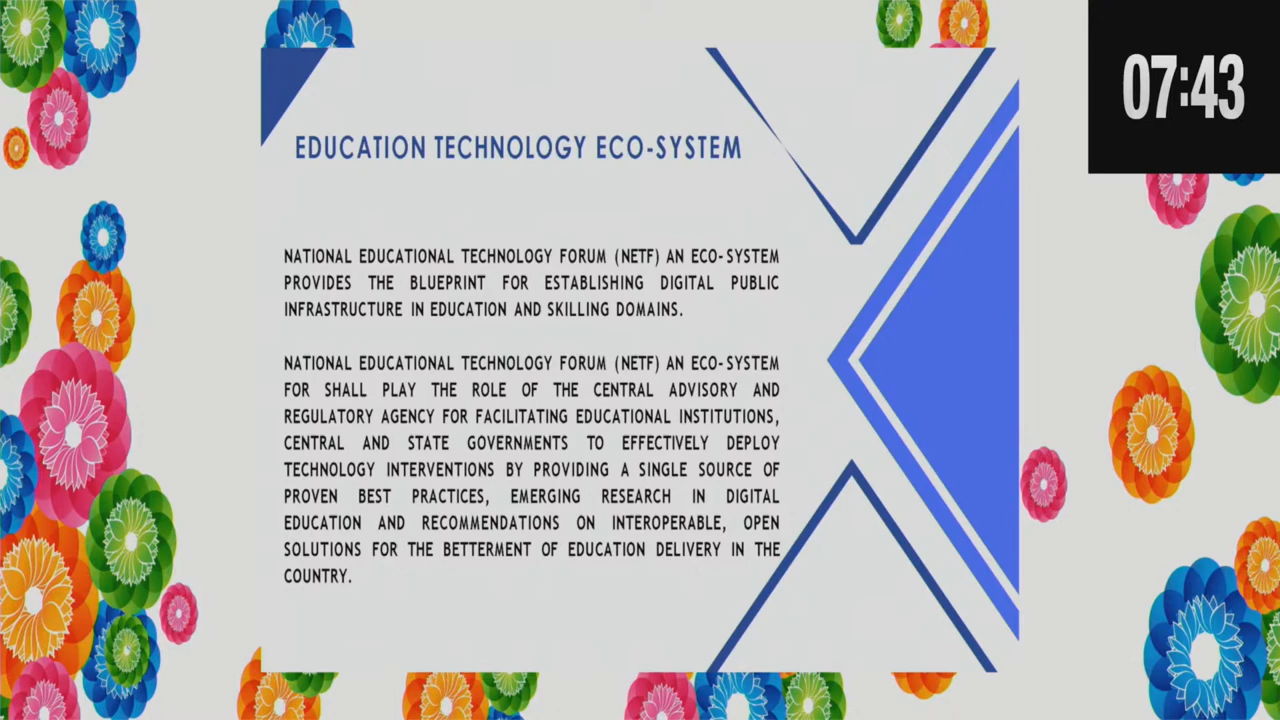 07:43
EDUCATION TECHNOLOGY ECO-SYSTEM
NATIONAL EDUCATIONAL TECHNOLOGY FORUM (NETF) AN ECO-SYSTEM
PROVIDES THE BLUEPRINT FOR ESTABLISHING DIGITAL PUBLIC
INFRASTRUCTURE IN EDUCATION AND SKILLING DOMAINS.
NATIONAL EDUCATIONAL TECHNOLOGY FORUM (NETF) AN ECO-SYSTEM
FOR SHALL PLAY THE ROLE OF THE CENTRAL ADVISORY AND
REGULATORY AGENCY FOR FACILITATING EDUCATIONAL INSTITUTIONS,
CENTRAL AND STATE GOVERNMENTS TO EFFECTIVELY DEPLOY
TECHNOLOGY INTERVENTIONS BY PROVIDING A SINGLE SOURCE OF
PROVEN BEST PRACTICES, EMERGING RESEARCH IN DIGITAL
EDUCATION AND RECOMMENDATIONS ON INTEROPERABLE, OPEN
SOLUTIONS FOR THE BETTERMENT OF EDUCATION DELIVERY IN THE
COUNTRY.